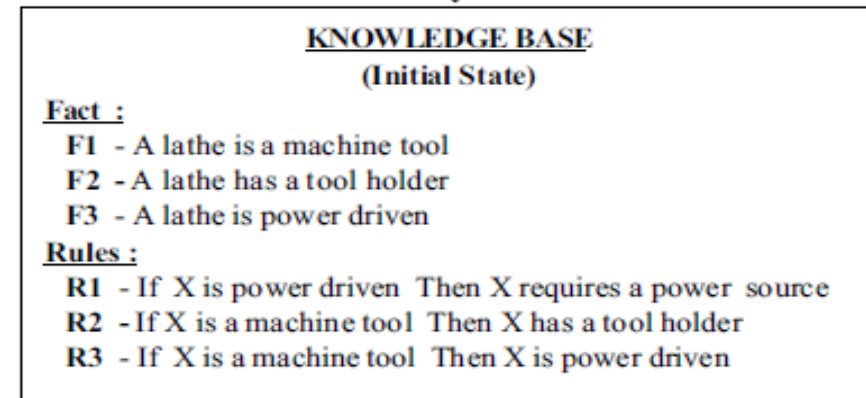 KNOWLEDGE BASE
(Initial State)
Fact :
F1 - A lathe is a machine tool
F2 - A lathe has a tool holder
F3 - A lathe is power driven
Rules :
R1 - If X is power driven Then X requires a power source
R2 - If X is a machine tool Then X has a tool holder
R3 - If X is a machine tool Then X is power driven